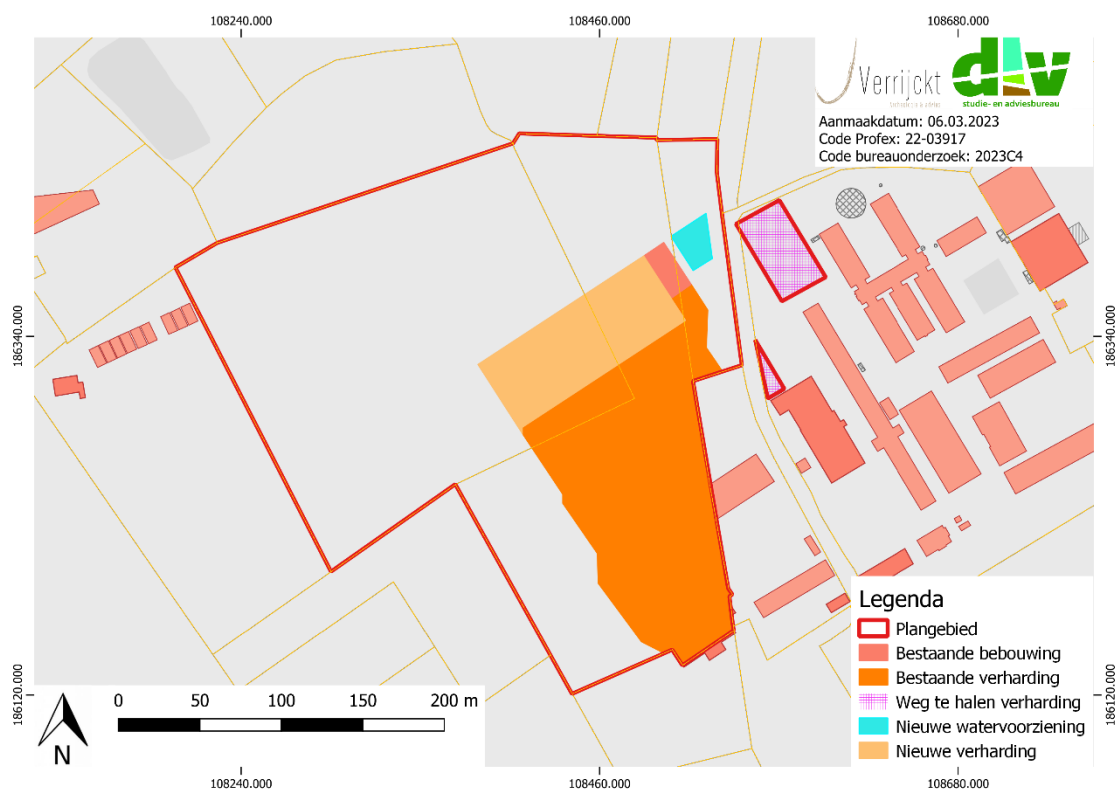 108240.000 108460.000 108680.000
Verrijckt
dlv
studie- en adviesbureau
Aanmaakdatum: 06.03.2023
Code Profex: 22-03917
Code bureauonderzoek: 2023C4
186340.000 186340.000
Legenda
Plangebied
Bestaande bebouwing
Bestaande verharding
Weg te halen verharding
Nieuwe watervoorziening
Nieuwe verharding
186120.000 186120.000
0 50 100 150 200 m
N
108240.000 108460.000 108680.000